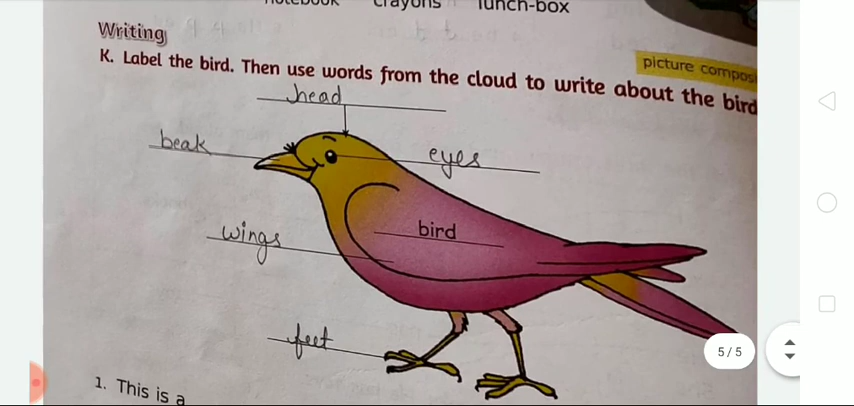 crayons lunch-box
Writing
picture compos
K. Label the bird. Then use words from the cloud to write about the bird
head
beak
eyes
wings
bird
feet
5/5
1. This is a